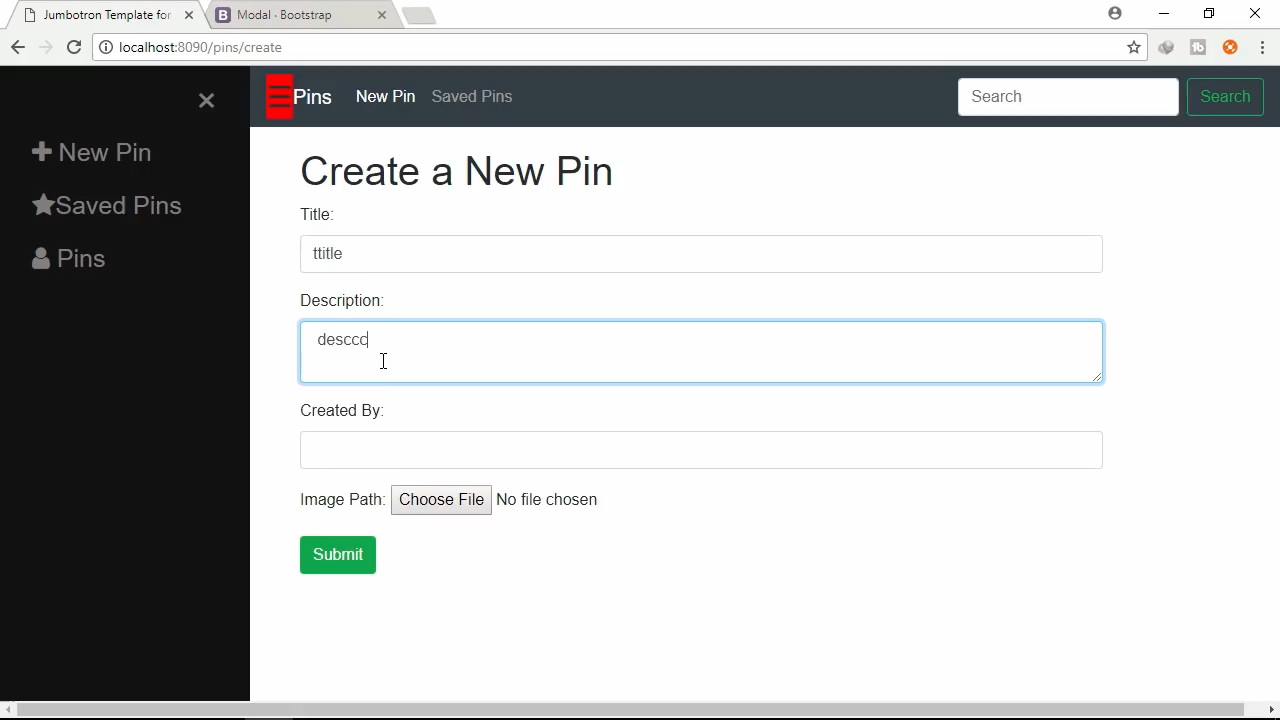 Jumbotron Template for
Modal · Bootstrap
localhost:8090/pins/create
New Pin
Saved Pins
Pins
Pins New Pin Saved Pins
Search Search
Create a New Pin
Title:
ttitle
Description:
desccc
Created By:
Image Path: Choose File No file chosen
Submit